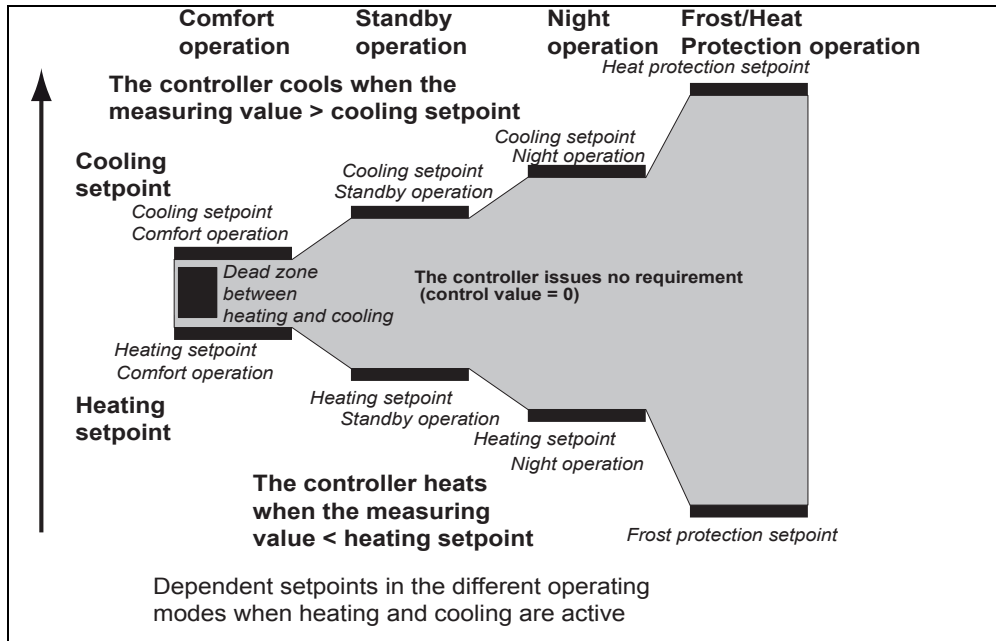 Comfort
operation
Standby
operation
Night
operation
Frost/Heat
Protection operation
Heat protection setpoint
The controller cools when the
measuring value > cooling setpoint
Cooling setpoint
Night operation
Cooling
setpoint
Cooling setpoint
Standby operation
Cooling setpoint
Comfort operation
Dead zone
between
heating and cooling
The controller issues no requirement
(control value = 0)
Heating setpoint
Comfort operation
Heating
setpoint
Heating setpoint
Standby operation
Heating setpoint
Night operation
The controller heats
when the measuring
value < heating setpoint
Frost protection setpoint
Dependent setpoints in the different operating
modes when heating and cooling are active